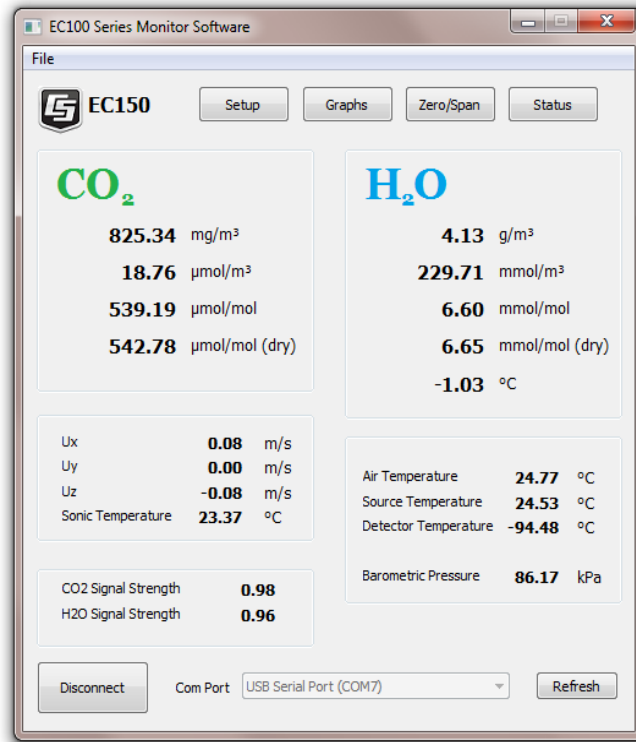 EC100 Series Monitor Software
File
EC150
Setup
Graphs
Zero/Span
Status
CO₂
825.34 mg/m³
18.76 µmol/m³
539.19 µmol/mol
542.78 µmol/mol (dry)
H₂O
4.13 g/m³
229.71 mmol/m³
6.60 mmol/mol
6.65 mmol/mol (dry)
-1.03 ºC
Ux 0.08 m/s
Uy 0.00 m/s
Uz -0.08 m/s
Sonic Temperature 23.37 ºC
Air Temperature 24.77 ºC
Source Temperature 24.53 ºC
Detector Temperature -94.48 ºC
Barometric Pressure 86.17 kPa
CO2 Signal Strength 0.98
H2O Signal Strength 0.96
Disconnect
Com Port USB Serial Port (COM7)
Refresh